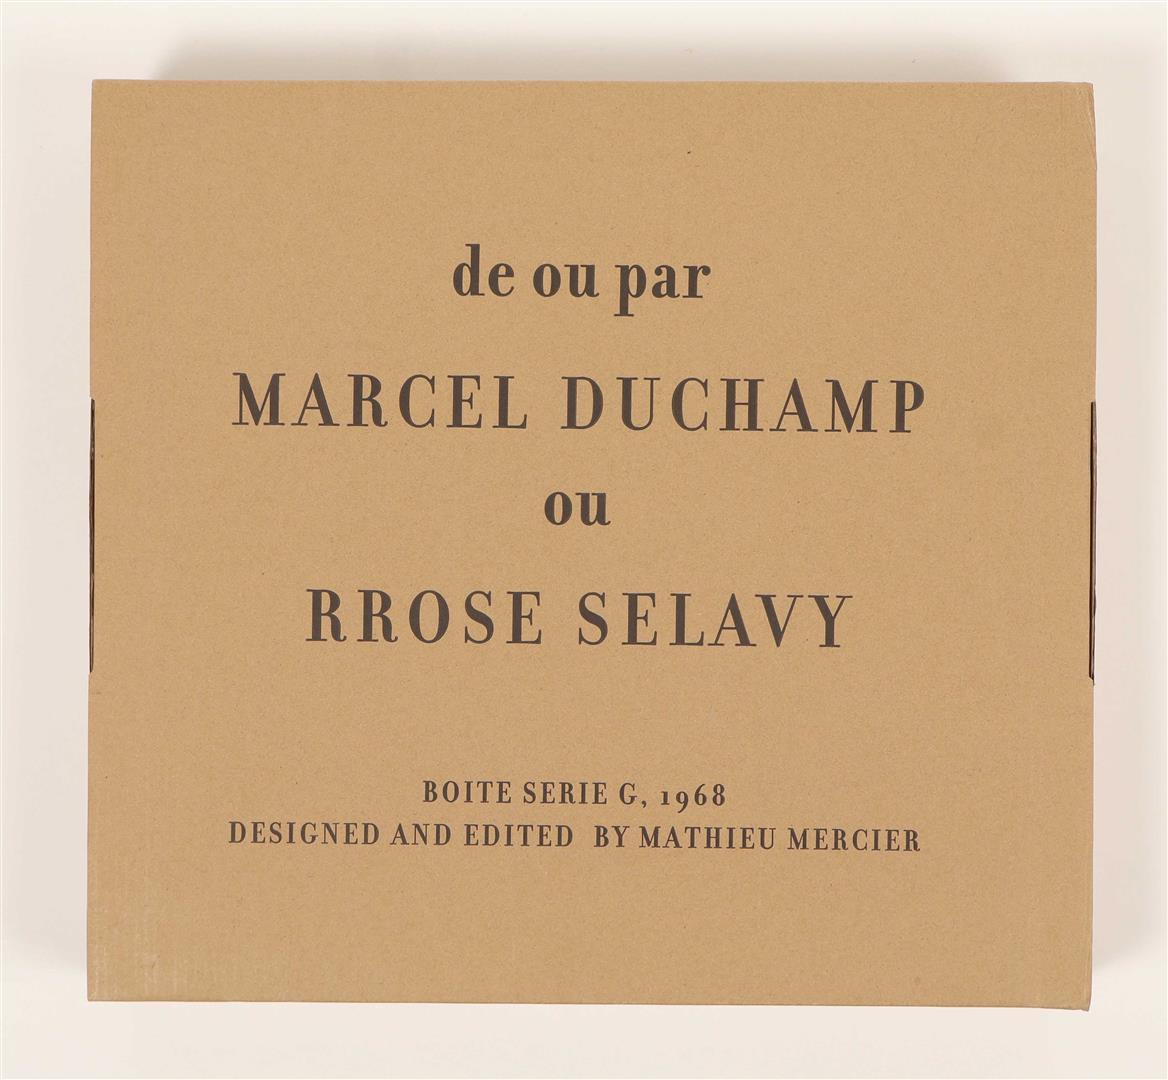 de ou par
MARCEL DUCHAMP
ou
RROSE SELAVY
BOITE SERIE G, 1968
DESIGNED AND EDITED BY MATHIEU MERCIER